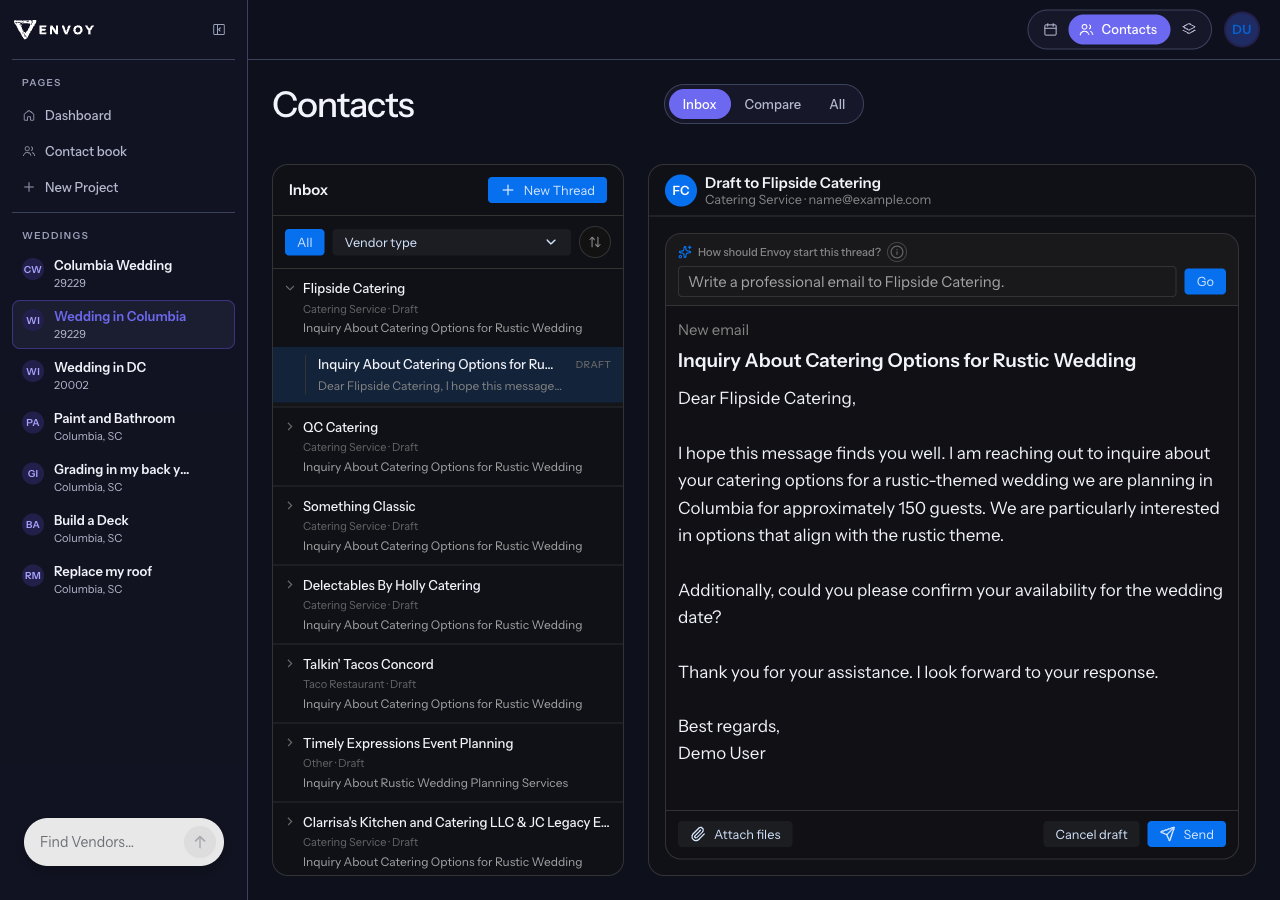 ENVOY
PAGES
Dashboard
Contact book
New Project
WEDDINGS
CW
Columbia Wedding
29229
WI
Wedding in Columbia
29229
WI
Wedding in DC
20002
PA
Paint and Bathroom
Columbia, SC
GI
Grading in my back y...
Columbia, SC
BA
Build a Deck
Columbia, SC
RM
Replace my roof
Columbia, SC
Find Vendors...
Contacts
DU
Contacts
Inbox
Compare
All
Inbox
New Thread
All
Vendor type
Flipside Catering
Catering Service · Draft
Inquiry About Catering Options for Rustic Wedding
Inquiry About Catering Options for Ru...
DRAFT
Dear Flipside Catering, I hope this message...
QC Catering
Catering Service · Draft
Inquiry About Catering Options for Rustic Wedding
Something Classic
Catering Service · Draft
Inquiry About Catering Options for Rustic Wedding
Delectables By Holly Catering
Catering Service · Draft
Inquiry About Catering Options for Rustic Wedding
Talkin' Tacos Concord
Taco Restaurant · Draft
Inquiry About Catering Options for Rustic Wedding
Timely Expressions Event Planning
Other · Draft
Inquiry About Rustic Wedding Planning Services
Clarrisa's Kitchen and Catering LLC & JC Legacy E...
Catering Service · Draft
Inquiry About Catering Options for Rustic Wedding
FC
Draft to Flipside Catering
Catering Service · name@example.com
How should Envoy start this thread?
Write a professional email to Flipside Catering.
Go
New email
Inquiry About Catering Options for Rustic Wedding
Dear Flipside Catering,
I hope this message finds you well. I am reaching out to inquire about
your catering options for a rustic-themed wedding we are planning in
Columbia for approximately 150 guests. We are particularly interested
in options that align with the rustic theme.
Additionally, could you please confirm your availability for the wedding
date?
Thank you for your assistance. I look forward to your response.
Best regards,
Demo User
Attach files
Cancel draft
Send